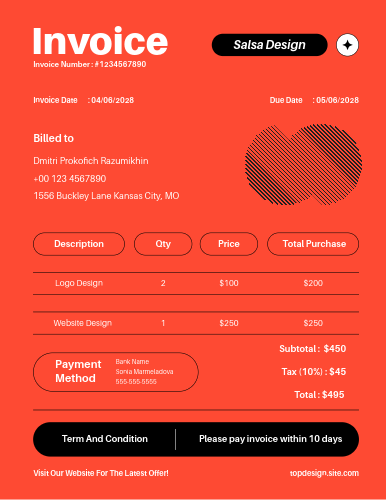 Invoice
Salsa Design
Invoice Number : #1234567890
Invoice Date : 04/06/2028
Due Date : 05/06/2028
Billed to
Dmitri Prokofich Razumikhin
+00 123 4567890
1556 Buckley Lane Kansas City, MO
Description Qty Price Total Purchase
Logo Design 2 $100 $200
Website Design 1 $250 $250
Subtotal : $450
Tax (10%) : $45
Total : $495
Payment Method
Bank Name
Sonia Marmeladova
555-555-5555
Term And Condition
Please pay invoice within 10 days
Visit Our Website For The Latest Offer!
topdesign.site.com